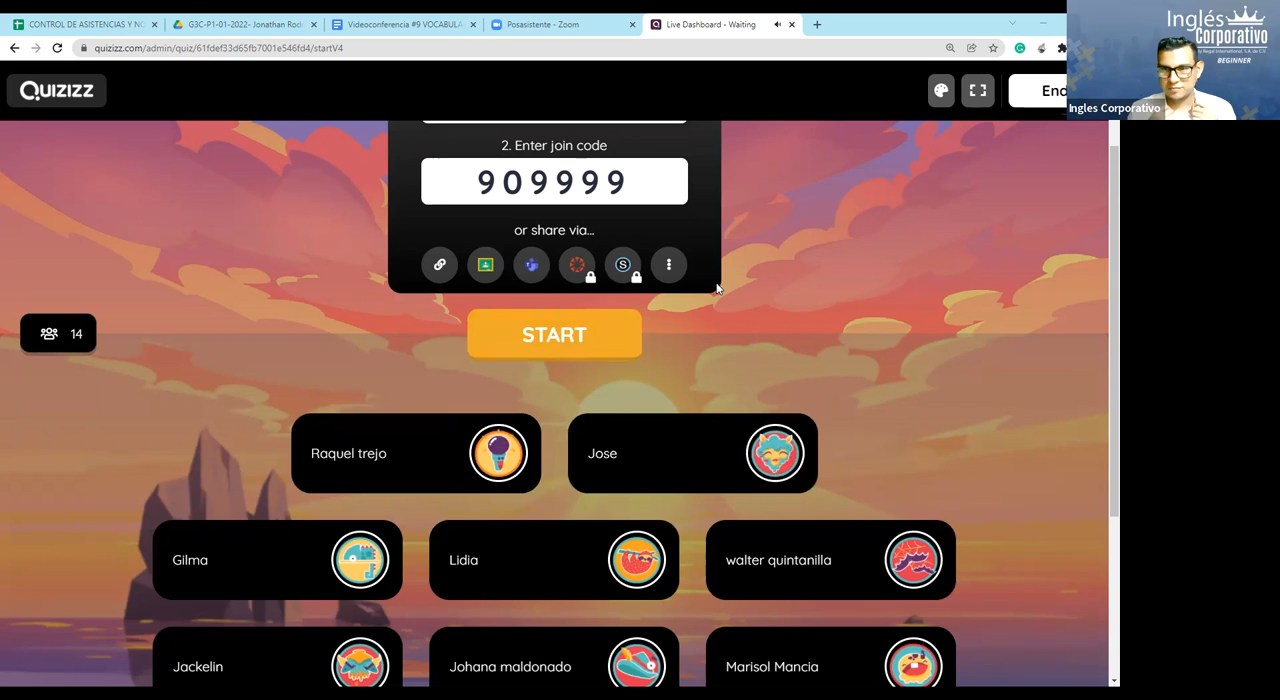 CONTROL DE ASISTENCIAS Y NO
G3C-P1-01-2022- Jonathan Rod
Videoconferencia #9 VOCABULA
Posasistente - Zoom
Live Dashboard - Waiting
quizizz.com/admin/quiz/61fdef33d65fb7001e546fd4/startV4
Inglés
Corporativo
BEGINNER
Ingles Corporativo
QUIZIZZ
End
2. Enter join code
909999
or share via...
S
14
START
Raquel trejo
Jose
Gilma
Lidia
walter quintanilla
Jackelin
Johana maldonado
Marisol Mancia